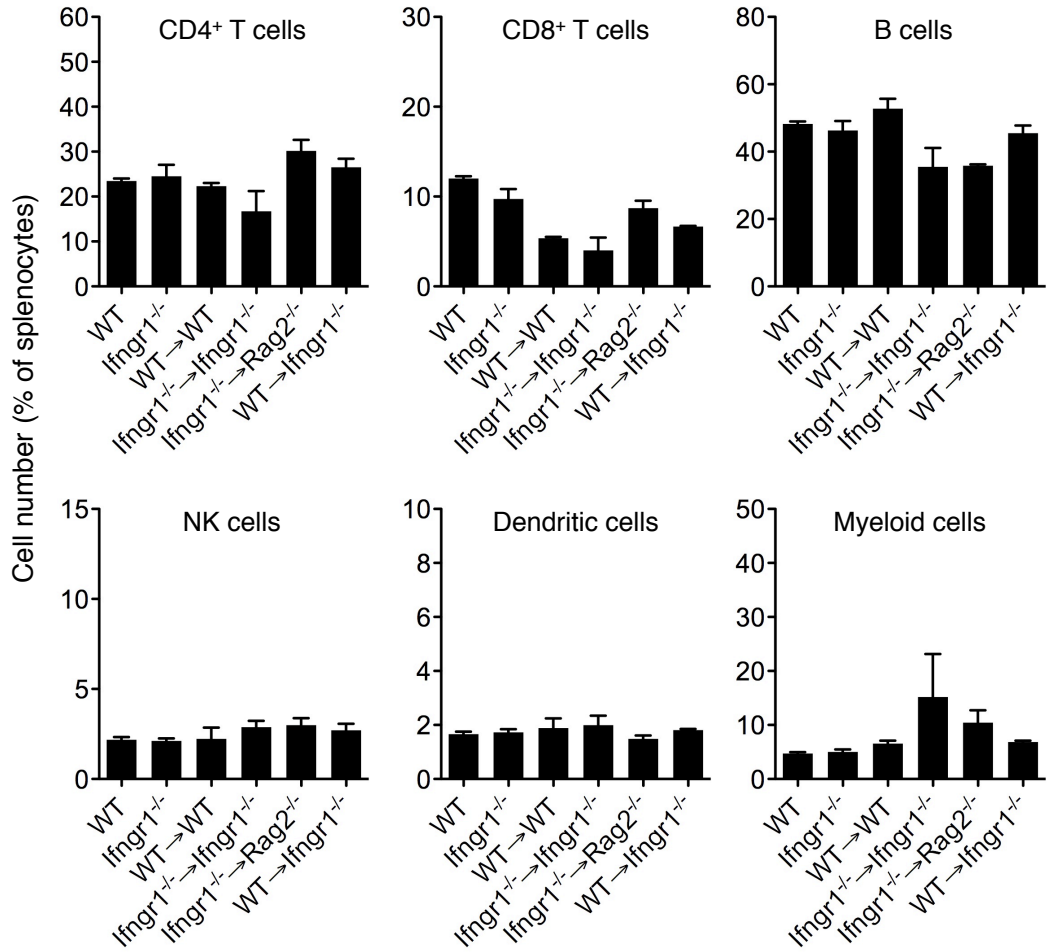 Cell number (% of splenocytes)
CD4⁺ T cells
60
50
40
30
20
10
0
WT
Ifngr1⁻/⁻
WT→WT
Ifngr1⁻/⁻→Ifngr1⁻/⁻
Ifngr1⁻/⁻→Rag2⁻/⁻
WT→Ifngr1⁻/⁻
CD8⁺ T cells
30
20
10
0
WT
Ifngr1⁻/⁻
WT→WT
Ifngr1⁻/⁻→Ifngr1⁻/⁻
Ifngr1⁻/⁻→Rag2⁻/⁻
WT→Ifngr1⁻/⁻
B cells
80
60
40
20
0
WT
Ifngr1⁻/⁻
WT→WT
Ifngr1⁻/⁻→Ifngr1⁻/⁻
Ifngr1⁻/⁻→Rag2⁻/⁻
WT→Ifngr1⁻/⁻
NK cells
15
10
5
0
WT
Ifngr1⁻/⁻
WT→WT
Ifngr1⁻/⁻→Ifngr1⁻/⁻
Ifngr1⁻/⁻→Rag2⁻/⁻
WT→Ifngr1⁻/⁻
Dendritic cells
10
8
6
4
2
0
WT
Ifngr1⁻/⁻
WT→WT
Ifngr1⁻/⁻→Ifngr1⁻/⁻
Ifngr1⁻/⁻→Rag2⁻/⁻
WT→Ifngr1⁻/⁻
Myeloid cells
50
40
30
20
10
0
WT
Ifngr1⁻/⁻
WT→WT
Ifngr1⁻/⁻→Ifngr1⁻/⁻
Ifngr1⁻/⁻→Rag2⁻/⁻
WT→Ifngr1⁻/⁻